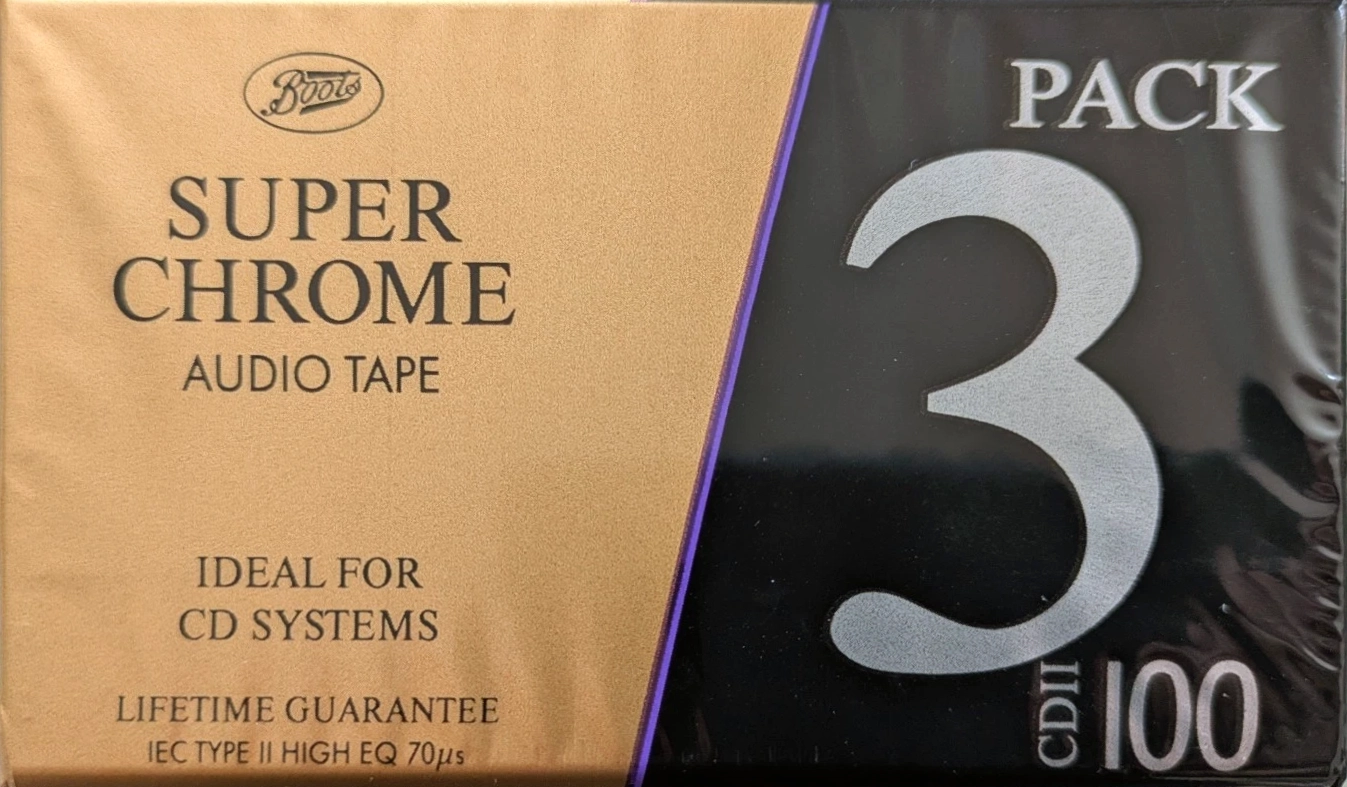 Boots
SUPER
CHROME
AUDIO TAPE
IDEAL FOR
CD SYSTEMS
LIFETIME GUARANTEE
IEC TYPE II HIGH EQ 70µs
PACK
3
CDII 100